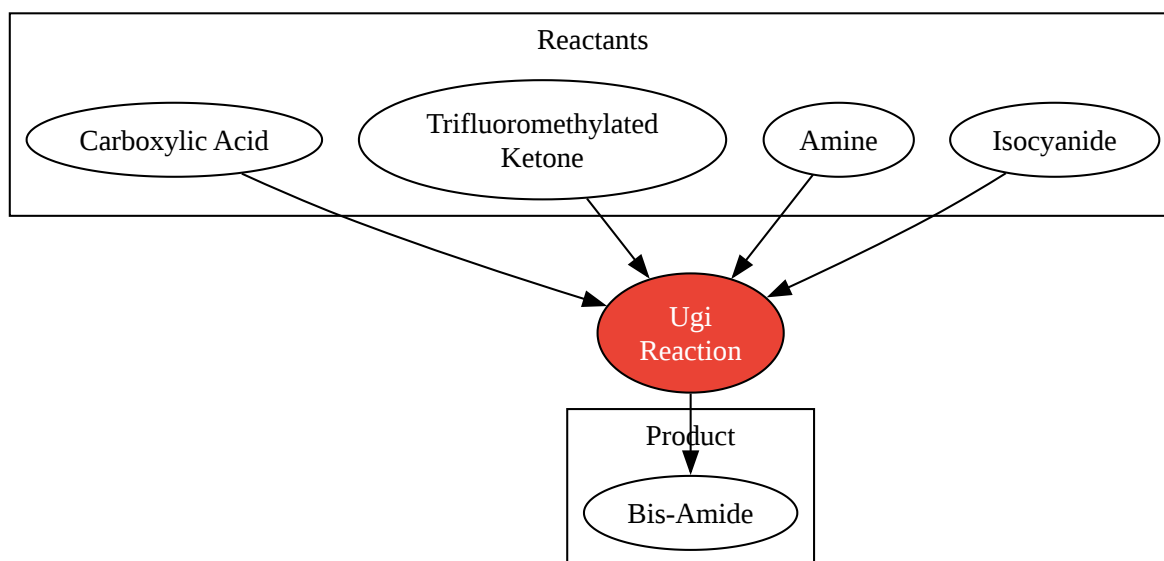 Reactants
Carboxylic Acid
Trifluoromethylated
Ketone
Amine
Isocyanide
Ugi
Reaction
Product
Bis-Amide